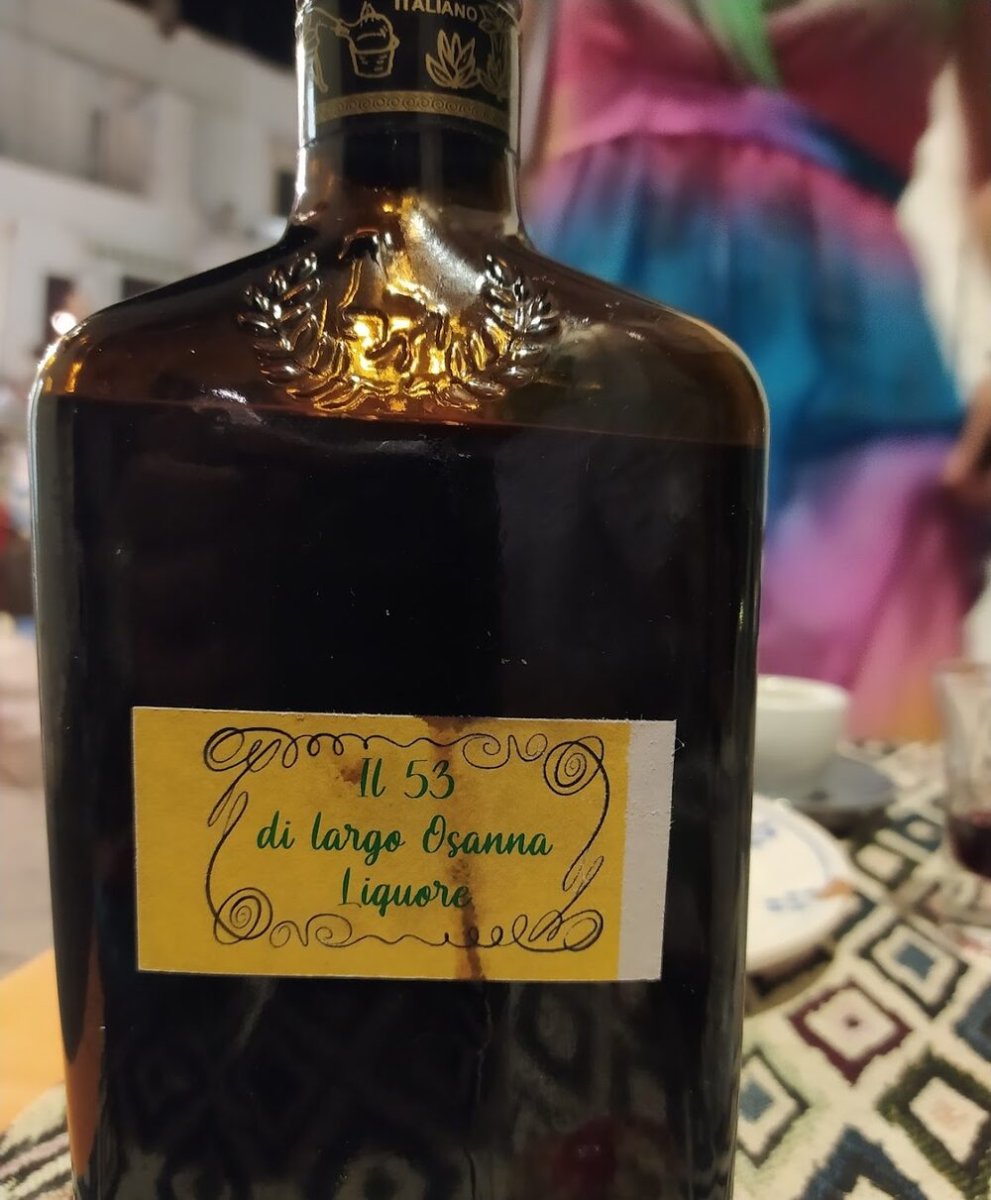 ITALIANO
Il 53
di largo Osanna
Liquore